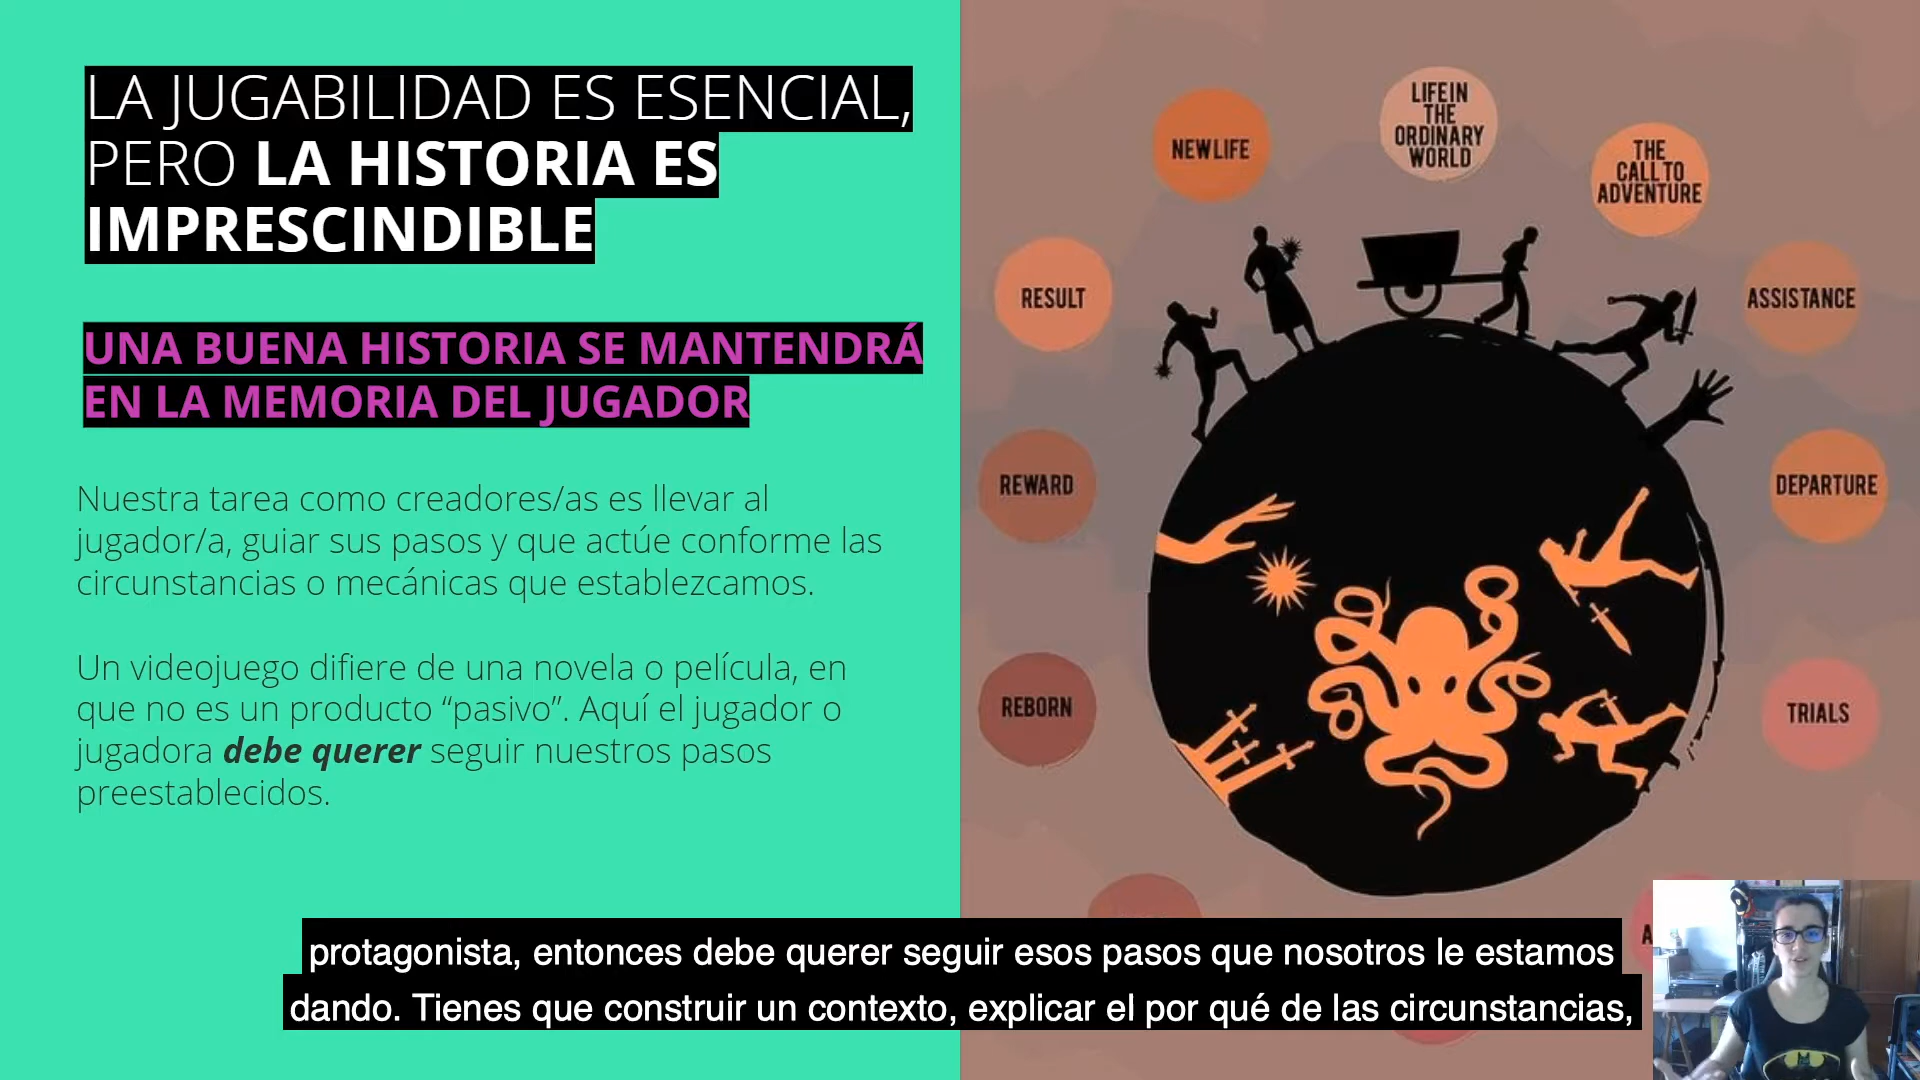 LA JUGABILIDAD ES ESENCIAL,
PERO LA HISTORIA ES
IMPRESCINDIBLE
UNA BUENA HISTORIA SE MANTENDRÁ
EN LA MEMORIA DEL JUGADOR
Nuestra tarea como creadores/as es llevar al
jugador/a, guiar sus pasos y que actúe conforme las
circunstancias o mecánicas que establezcamos.
Un videojuego difiere de una novela o película, en
que no es un producto “pasivo”. Aquí el jugador o
jugadora debe querer seguir nuestros pasos
preestablecidos.
LIFE IN
THE
ORDINARY
WORLD
THE
CALL TO
ADVENTURE
ASSISTANCE
DEPARTURE
TRIALS
REBORN
REWARD
RESULT
NEW LIFE
protagonista, entonces debe querer seguir esos pasos que nosotros le estamos
dando. Tienes que construir un contexto, explicar el por qué de las circunstancias,